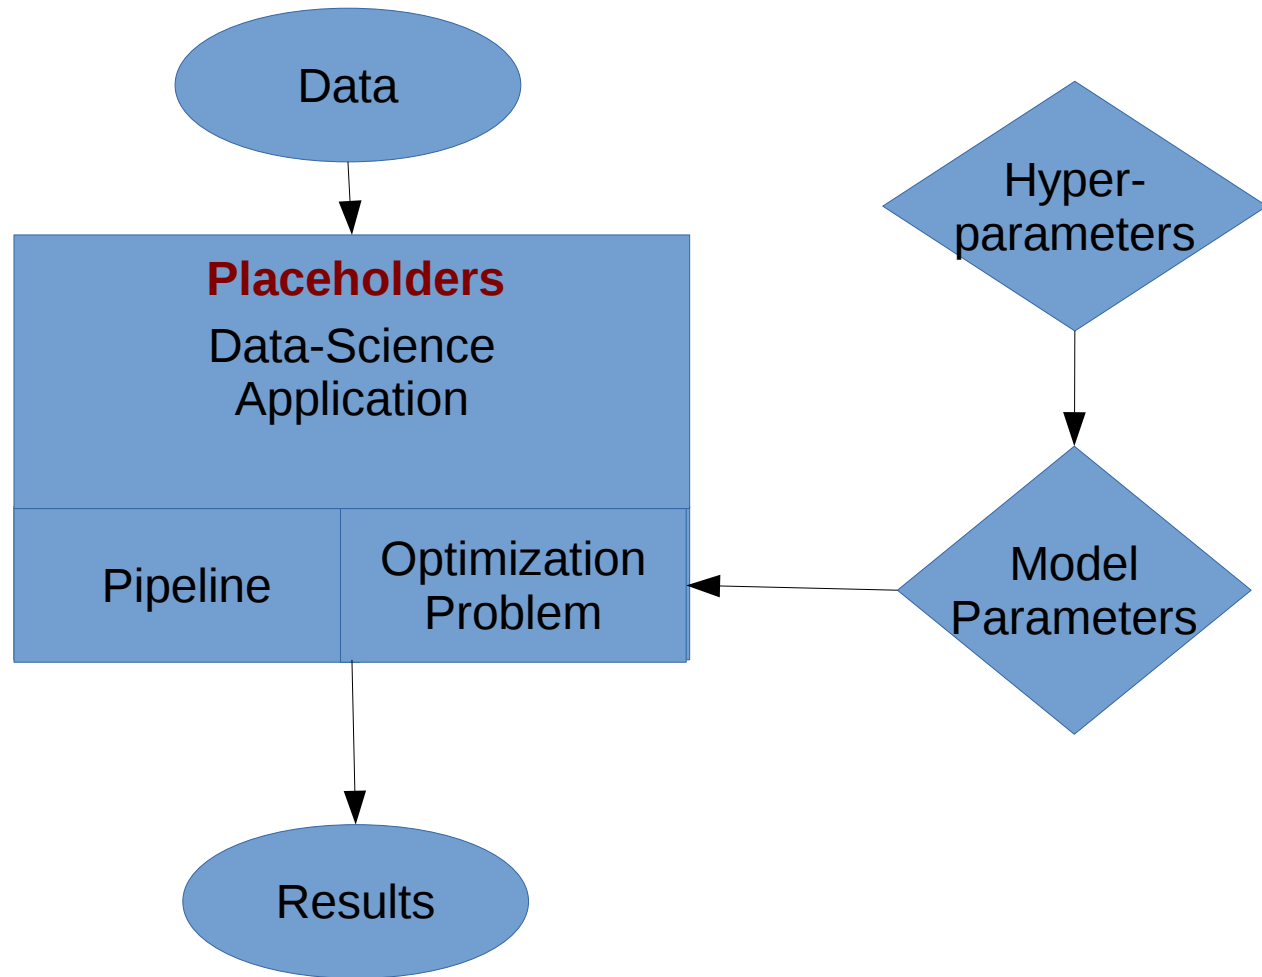 Data
Hyper-
parameters
Placeholders
Data-Science
Application
Pipeline
Optimization
Problem
Model
Parameters
Results